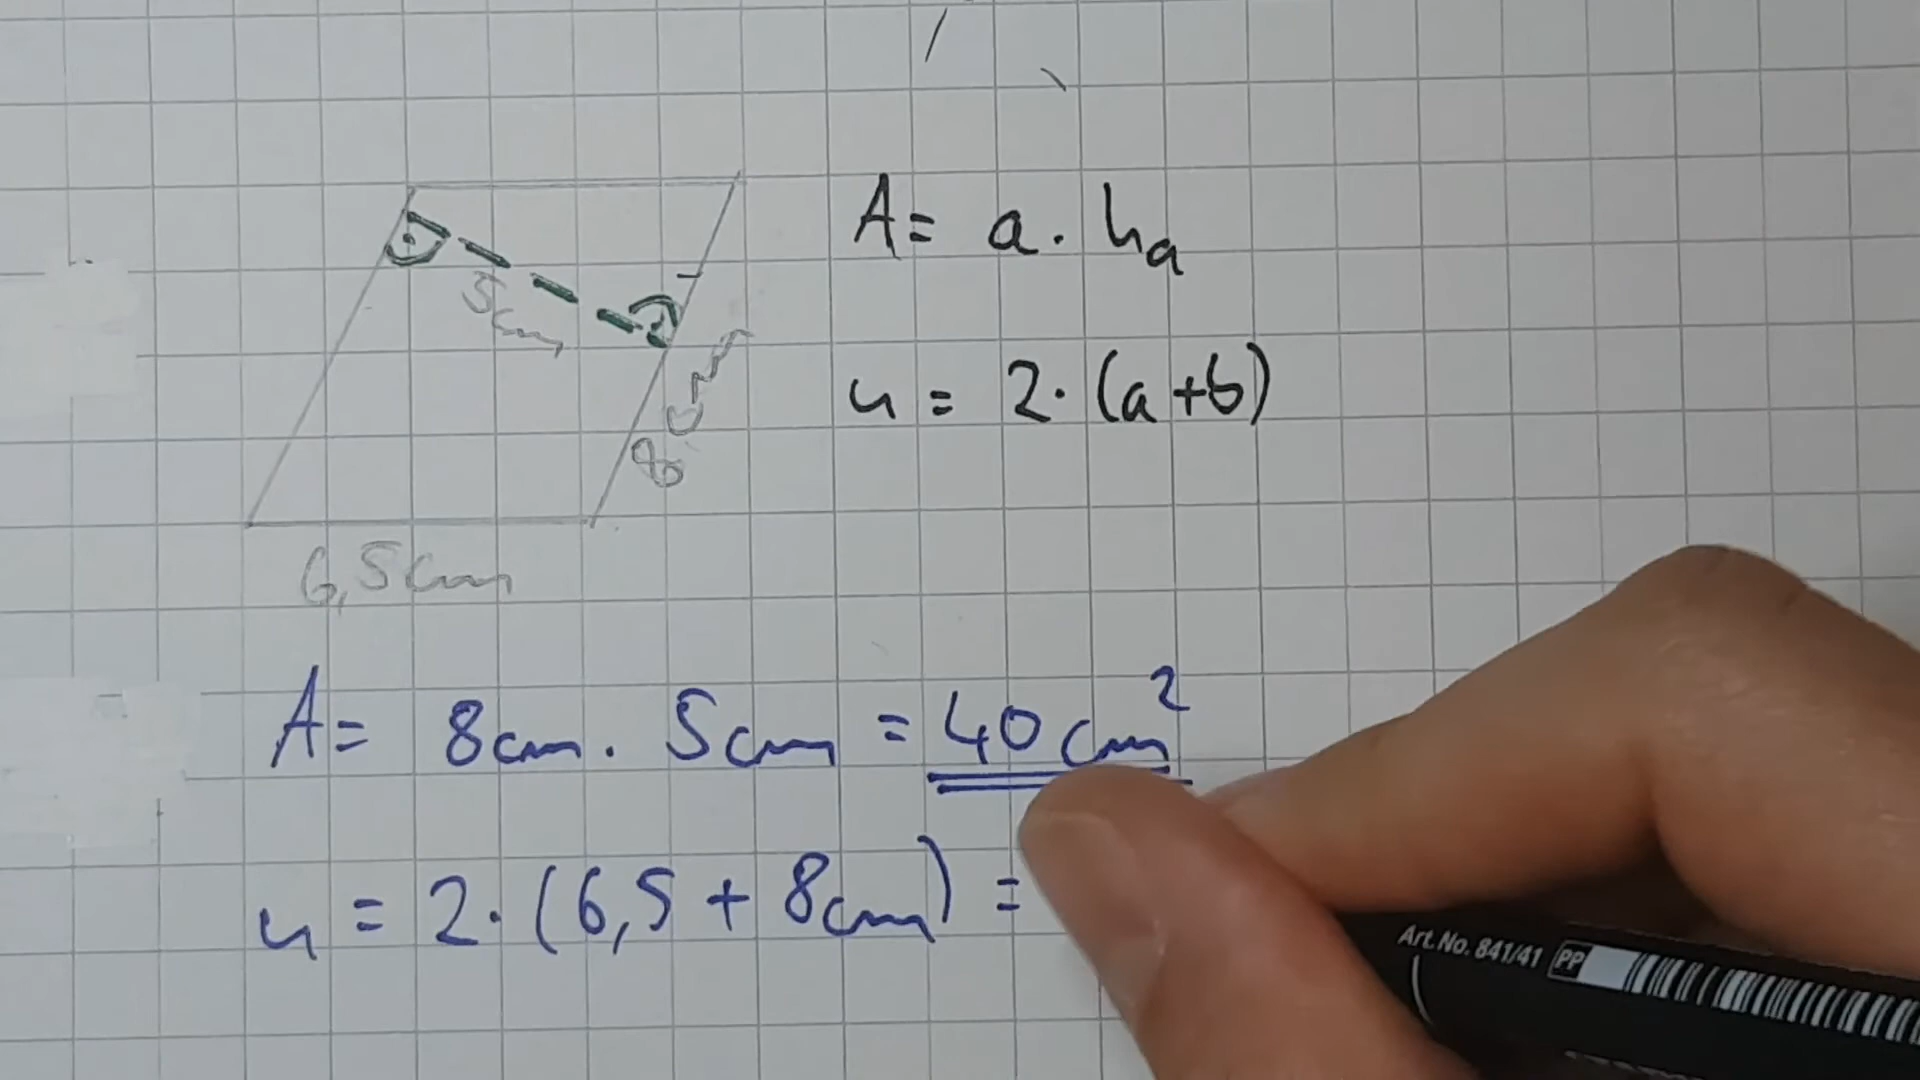 A = a · ha
5cm
8cm
u = 2 · (a + b)
6,5cm
A = 8cm · 5cm = 40cm²
u = 2 · (6,5 + 8cm) =
Art. No. 841/41 PP